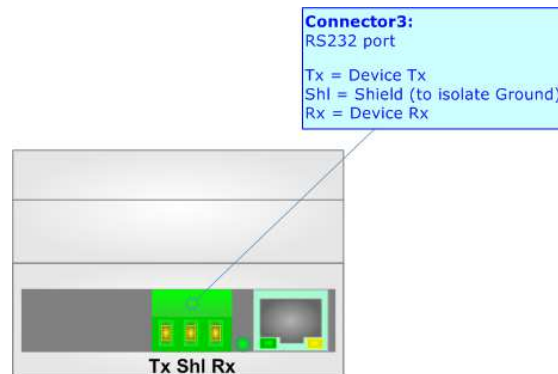 Connector3:
RS232 port
Tx = Device Tx
Shl = Shield (to isolate Ground)
Rx = Device Rx
Tx Shl Rx